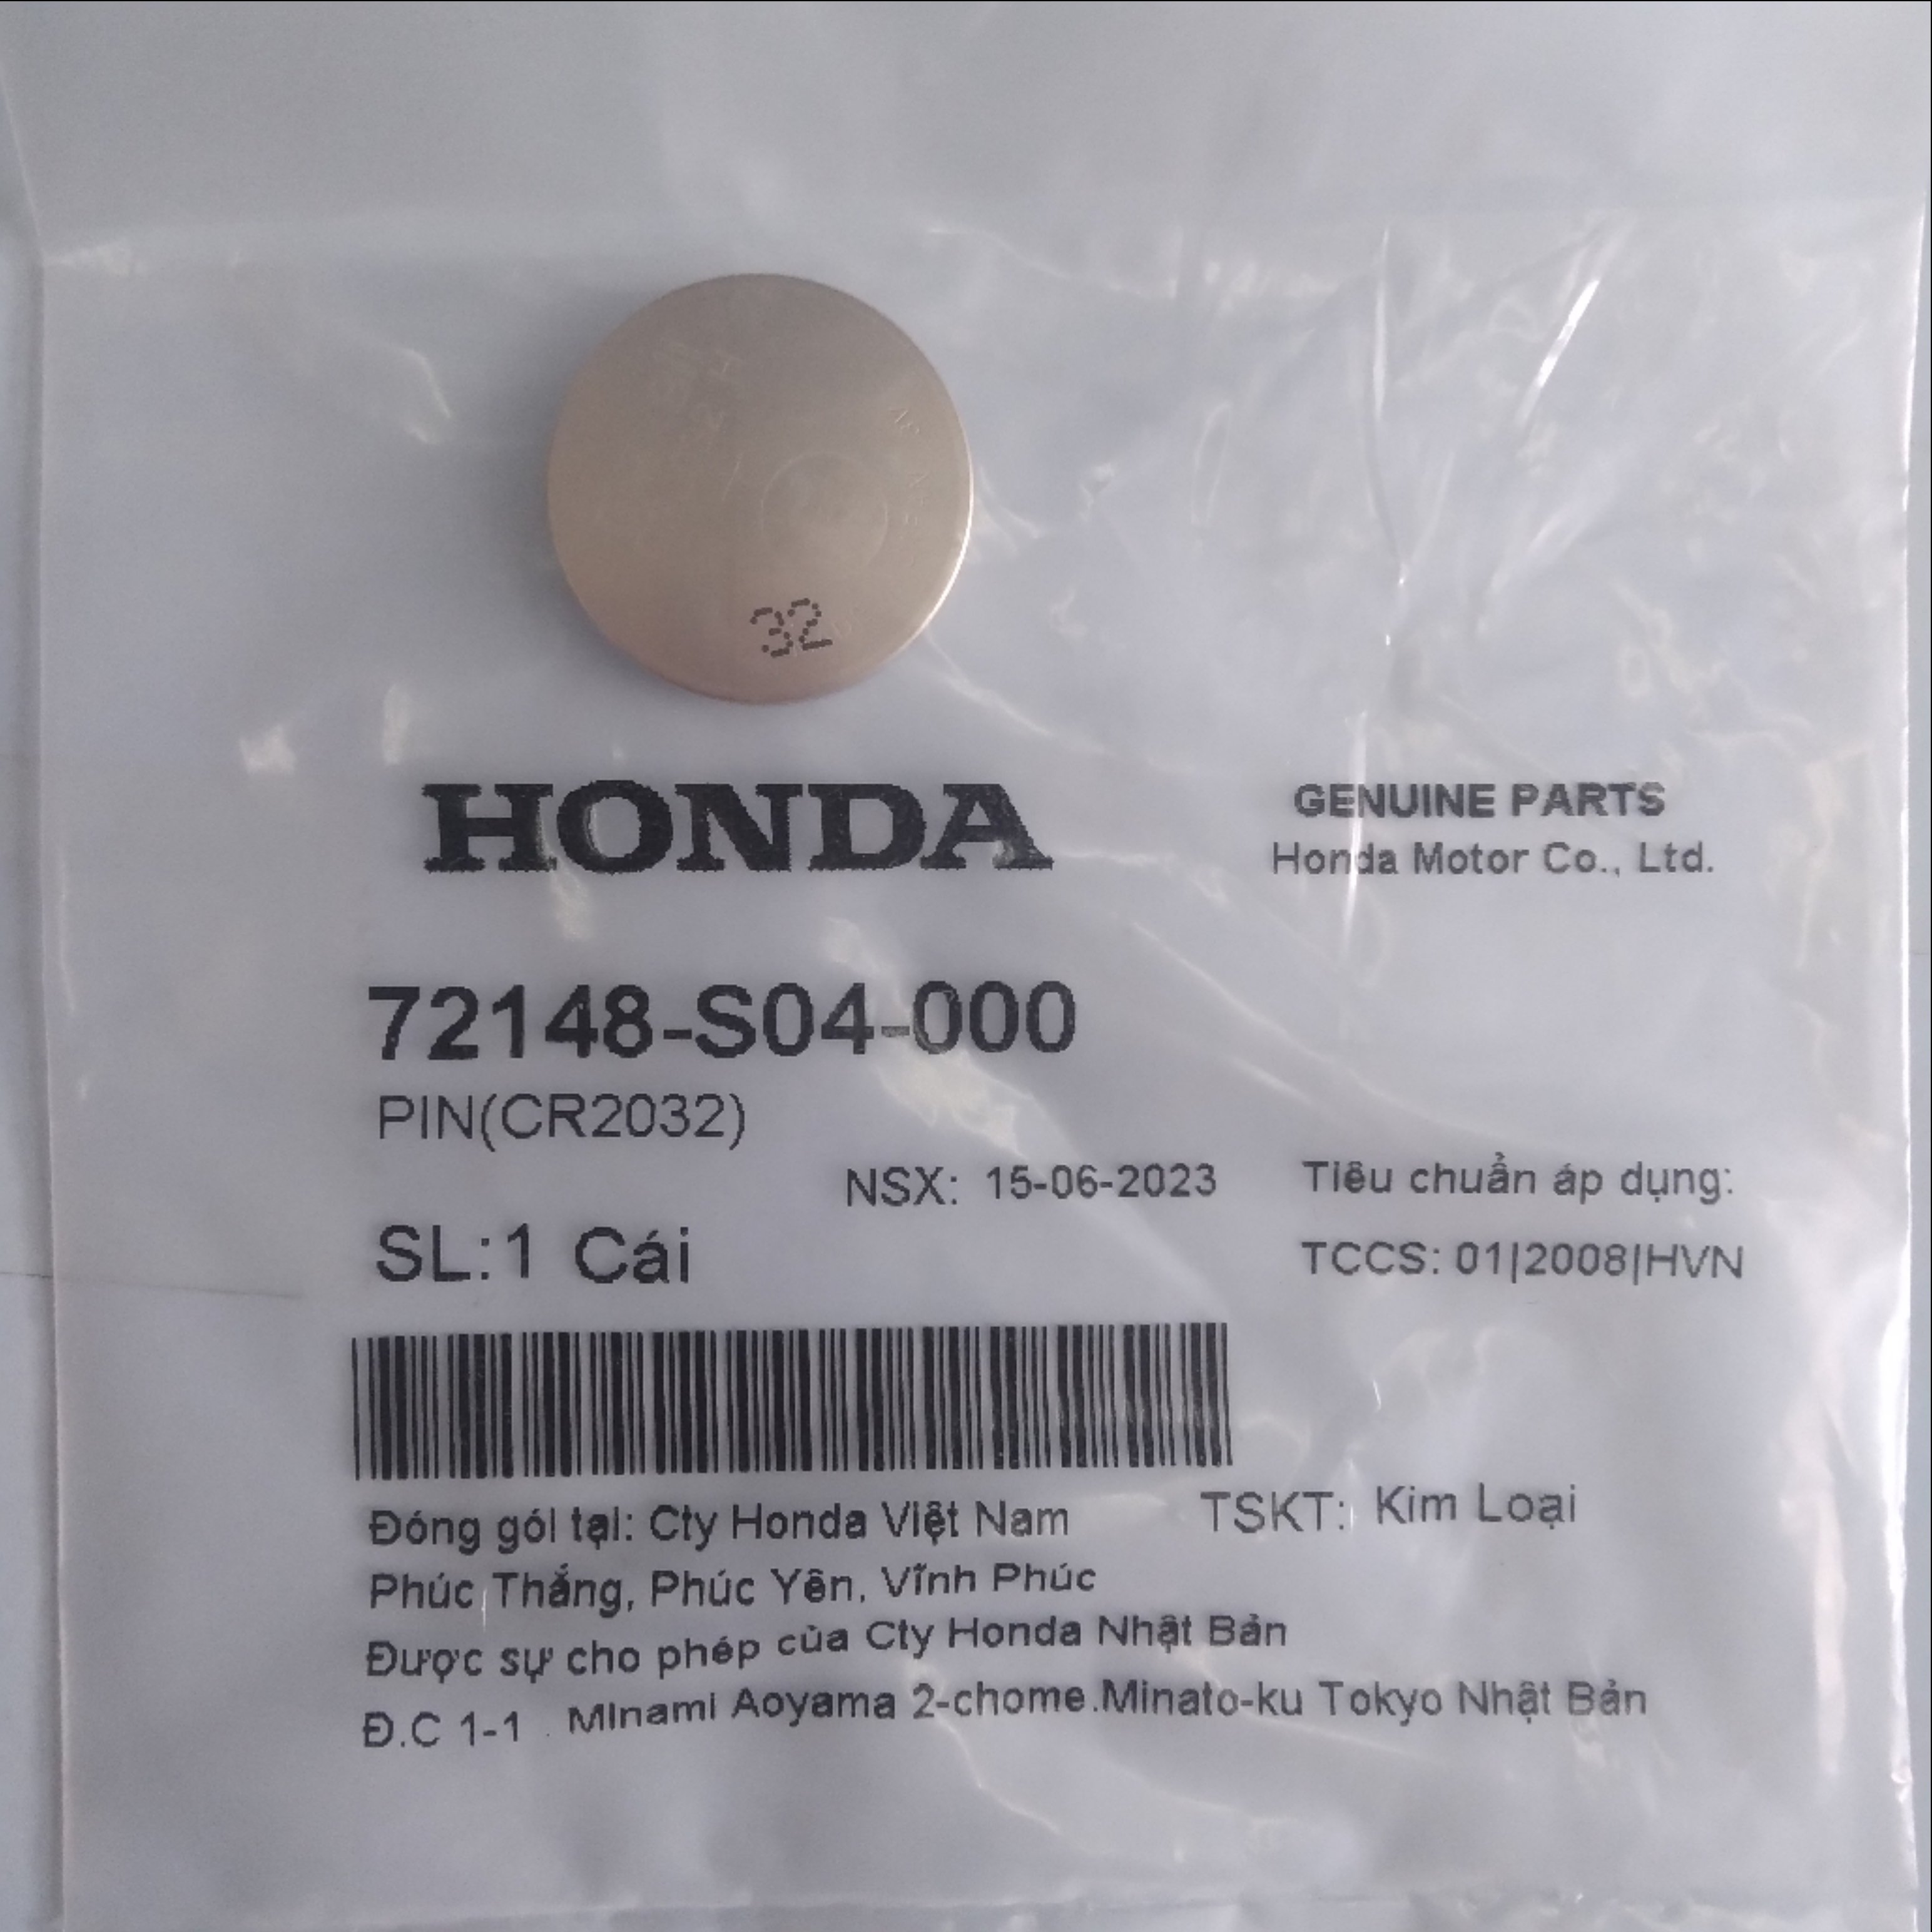 32
HONDA
GENUINE PARTS
Honda Motor Co., Ltd.
72148-S04-000
PIN(CR2032)
NSX: 15-06-2023
Tiêu chuẩn áp dụng:
SL:1 Cái
TCCS: 01|2008|HVN
Đóng gói tại: Cty Honda Việt Nam
TSKT: Kim Loại
Phúc Thắng, Phúc Yên, Vĩnh Phúc
Được sự cho phép của Cty Honda Nhật Bản
Đ.C 1-1 . Minami Aoyama 2-chome.Minato-ku Tokyo Nhật Bản